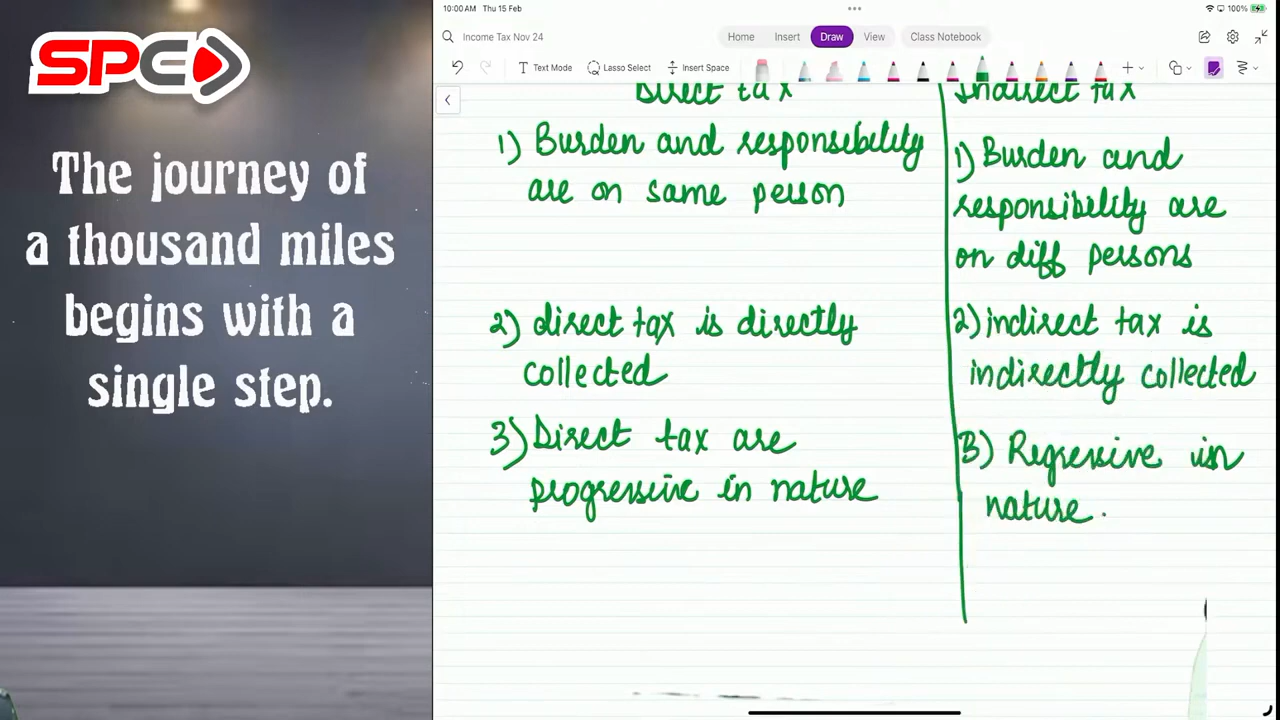 SPE
The journey of
a thousand miles
begins with a
single step.
10:00 AM Thu 15 Feb
100%
Income Tax Nov 24
Home Insert Draw View Class Notebook
Text Mode Lasso Select Insert Space
Direct tax
1) Burden and responsibility
are on same person
2) direct tax is directly
collected
3) Direct tax are
progressive in nature
Indirect tax
1) Burden and
responsibility are
on diff persons
2) indirect tax is
indirectly collected
3) Regressive in
nature.